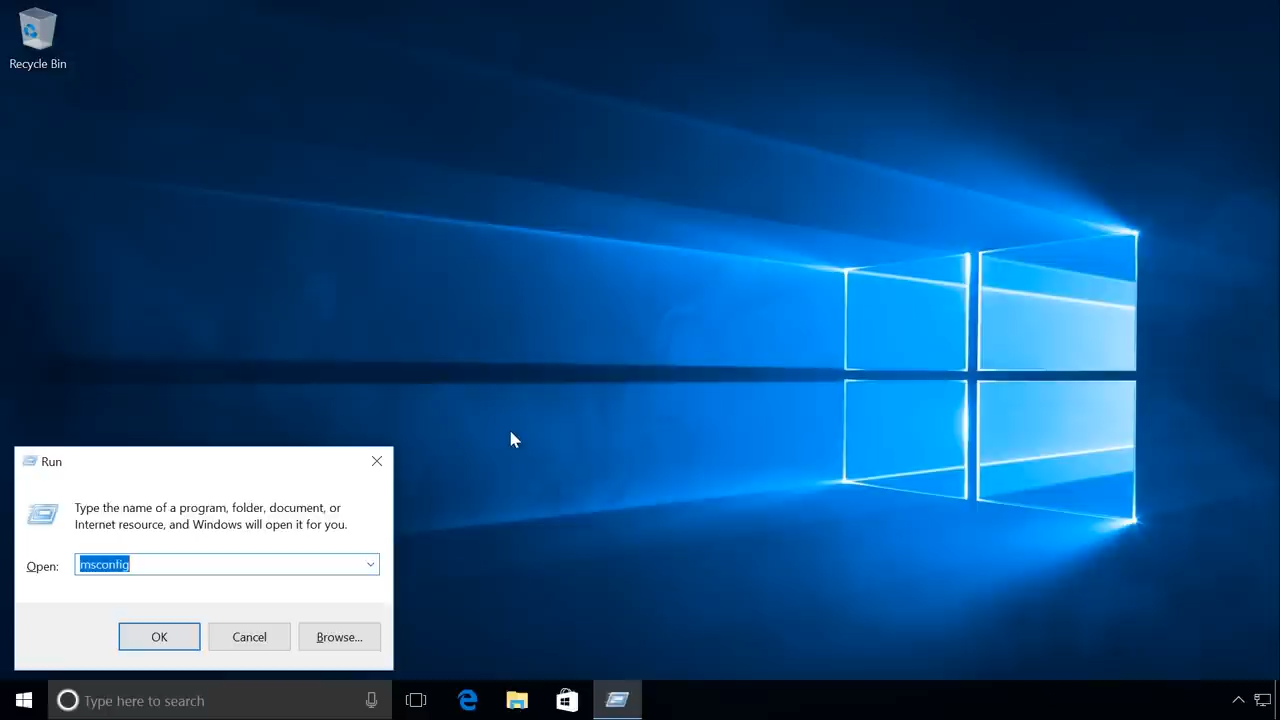 Recycle Bin
Run
Type the name of a program, folder, document, or
Internet resource, and Windows will open it for you.
Open:
msconfig
OK
Cancel
Browse...
Type here to search